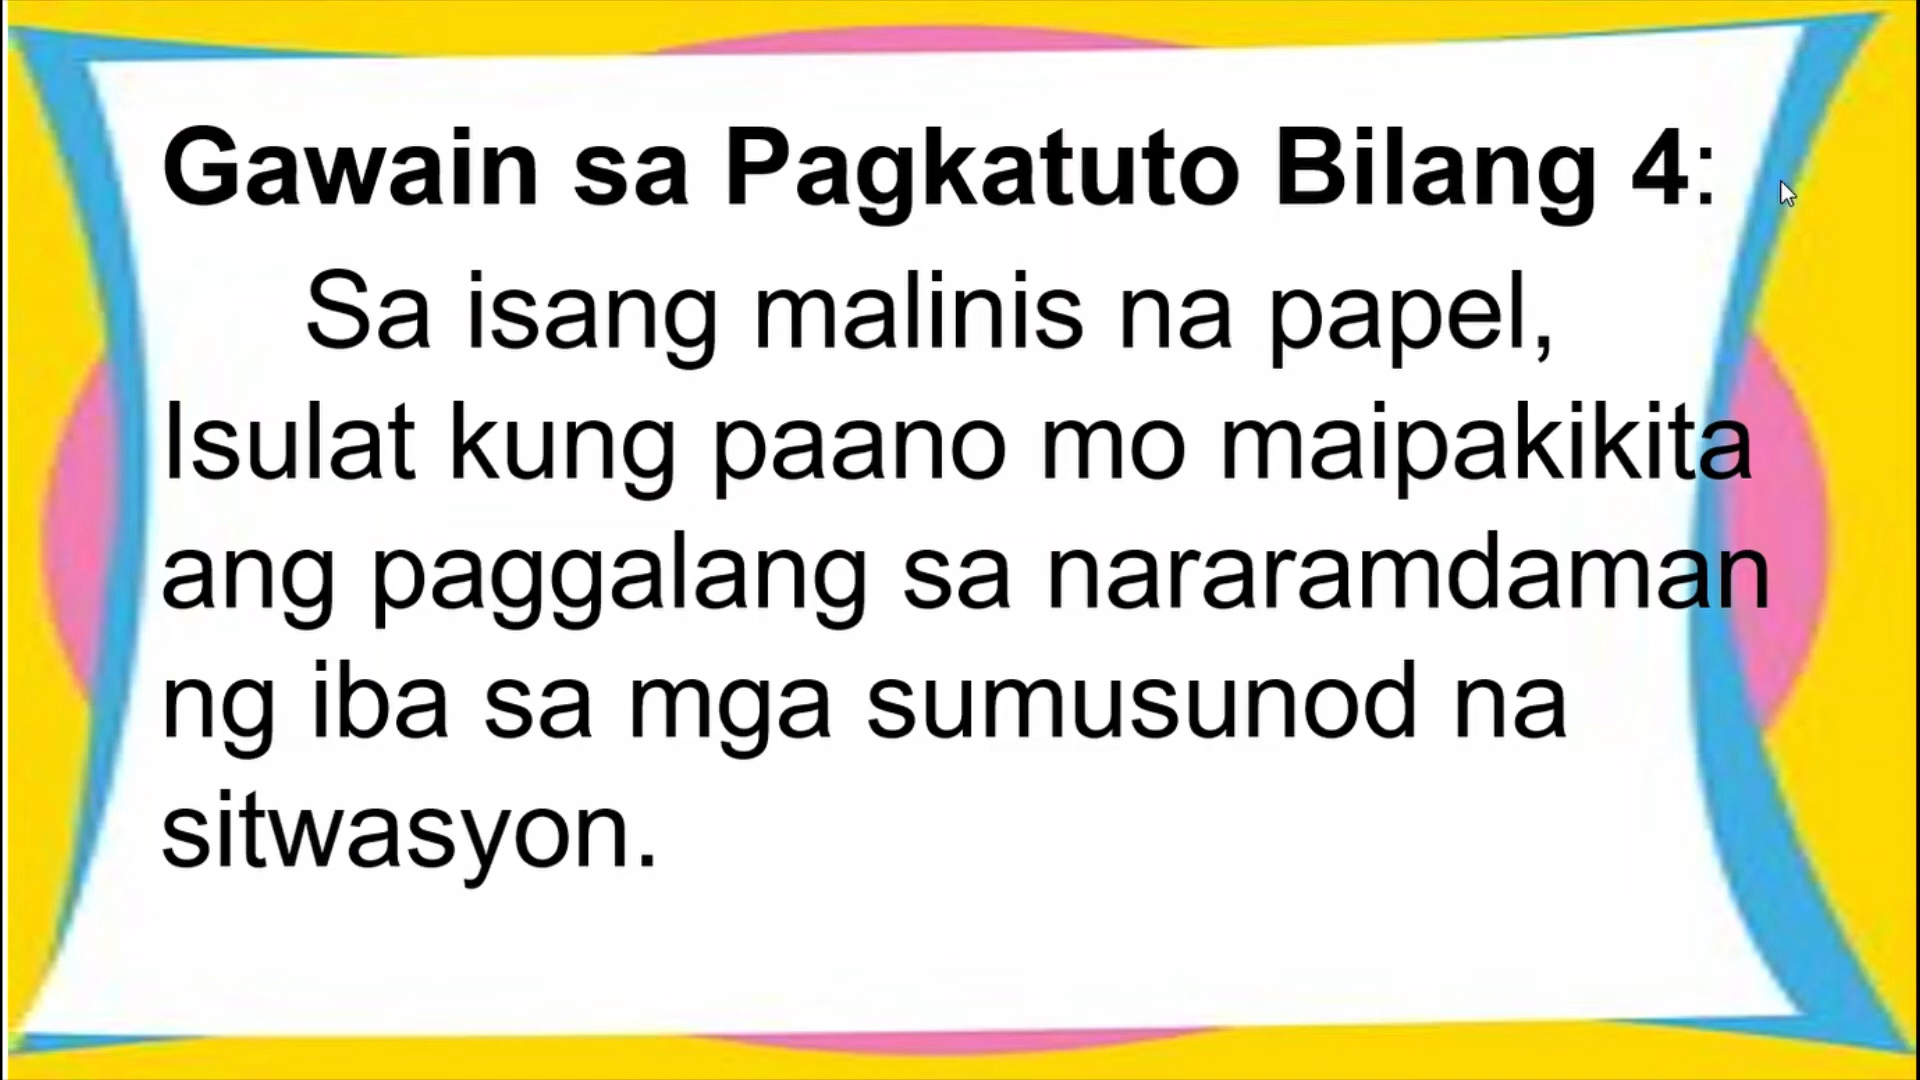 Gawain sa Pagkatuto Bilang 4:
Sa isang malinis na papel,
Isulat kung paano mo maipakikita
ang paggalang sa nararamdaman
ng iba sa mga sumusunod na
sitwasyon.